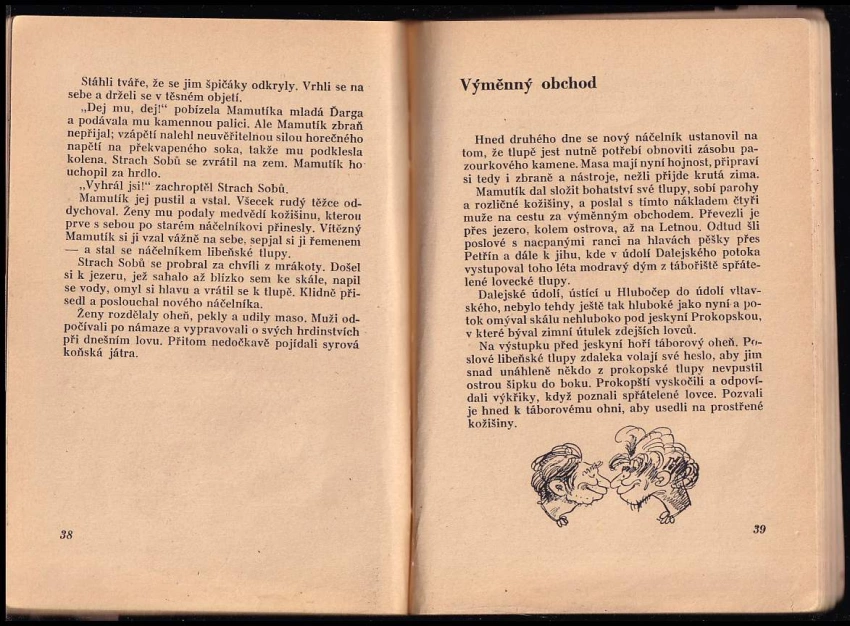 Stáhli tváře, že se jim špičáky odkryly. Vrhli se na
sebe a drželi se v těsném objetí.
„Dej mu, dej!“ pobízela Mamutíka mladá Ďarga
a podávala mu kamennou palici. Ale Mamutík zbraň
nepřijal; vzápětí nalehl neuvěřitelnou silou horečného
napětí na překvapeného soka, takže mu podklesla
kolena. Strach Sobů se zvrátil na zem. Mamutík ho
uchopil za hrdlo.
„Vyhrál jsi!“ zachroptěl Strach Sobů.
Mamutík jej pustil a vstal. Všecek rudý těžce od-
dychoval. Ženy mu podaly medvědí kožišinu, kterou
prve s sebou po starém náčelníkovi přinesly. Vítězný
Mamutík si ji vzal vážně na sebe, sepjal si ji řemenem
— a stal se náčelníkem libeňské tlupy.
Strach Sobů se probral za chvíli z mrákoty. Došel
si k jezeru, jež sahalo až blízko sem ke skále, napil
se vody, omyl si hlavu a vrátil se k tlupě. Klidně při-
sedl a poslouchal nového náčelníka.
Ženy rozdělaly oheň, pekly a udily maso. Muži od-
počívali po námaze a vypravovali o svých hrdinstvích
při dnešním lovu. Přitom nedočkavě pojídali syrová
koňská játra.
38
Výměnný obchod
Hned druhého dne se nový náčelník ustanovil na
tom, že tlupě jest nutně potřebí obnoviti zásobu pa-
zourkového kamene. Masa mají nyní hojnost, připraví
si tedy i zbraně a nástroje, nežli přijde krutá zima.
Mamutík dal složit bohatství své tlupy, sobí parohy
a rozličné kožišiny, a poslal s tímto nákladem čtyři
muže na cestu za výměnným obchodem. Převezli je
přes jezero, kolem ostrova, až na Letnou. Odtud šli
poslové s nacpanými ranci na hlavách pěšky přes
Petřín a dále k jihu, kde v údolí Dalejského potoka
vystupoval toho léta modravý dým z tábořiště spřáte-
lené lovecké tlupy.
Dalejské údolí, ústící u Hlubočep do údolí vltav-
ského, nebylo tehdy ještě tak hluboké jako nyní a po-
tok omýval skálu nehluboko pod jeskyní Prokopskou,
v které býval zimní útulek zdejších lovců.
Na výstupku před jeskyní hoří táborový oheň. Po-
slové libeňské tlupy zdaleka volají své heslo, aby jim
snad unáhleně někdo z prokopské tlupy nevpustil
ostrou šipku do boku. Prokopští vyskočili a odpoví-
dali výkřiky, když poznali spřátelené lovce. Pozvali
je hned k táborovému ohni, aby usedli na prostřené
kožišiny.
39